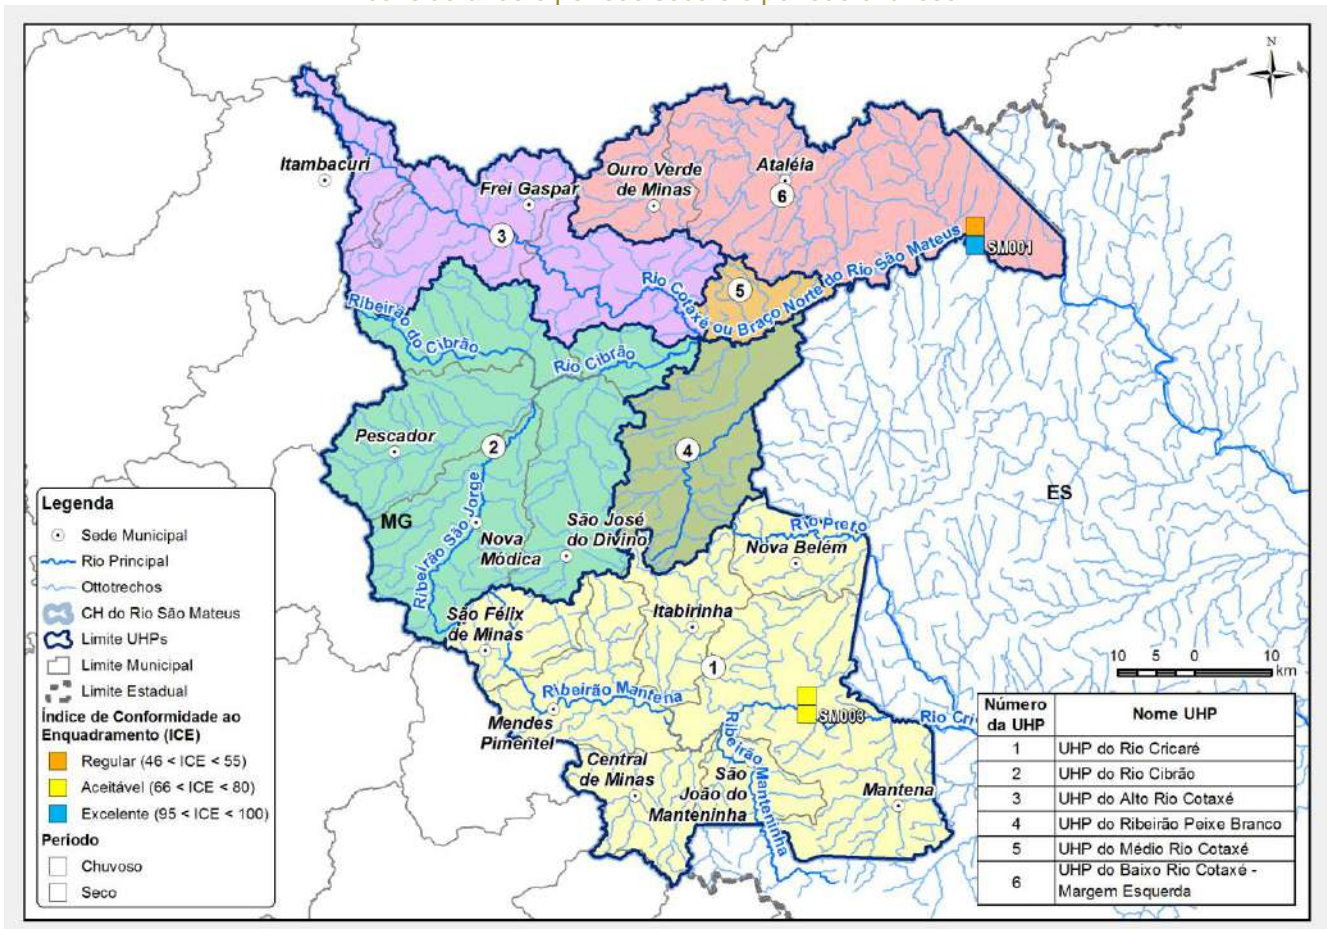 N
Itambacuri
Frei Gaspar
Ouro Verde
de Minas
Ataléia
6
3
5
SM001
Rio Cotaxé ou Braço Norte do Rio São Mateus
Ribeirão do Cibrão
Rio Cibrão
Pescador
2
4
ES
MG
Ribeirão São Jorge
Nova
Módica
São José
do Divino
Rio Preto
Nova Belém
São Félix
de Minas
Itabirinha
1
Ribeirão Mantena
Mendes
Pimentel
SM003
Rio Cri
Ribeirão Manteninha
Central
de Minas
São
João do
Manteninha
Mantena
10 5 0 10
km
Legenda
Sede Municipal
Rio Principal
Ottotrechos
CH do Rio São Mateus
Limite UHPs
Limite Municipal
Limite Estadual
Índice de Conformidade ao
Enquadramento (ICE)
Regular (46 < ICE < 55)
Aceitável (66 < ICE < 80)
Excelente (95 < ICE < 100)
Período
Chuvoso
Seco
Número da UHP Nome UHP
1 UHP do Rio Cricaré
2 UHP do Rio Cibrão
3 UHP do Alto Rio Cotaxé
4 UHP do Ribeirão Peixe Branco
5 UHP do Médio Rio Cotaxé
6 UHP do Baixo Rio Cotaxé -
Margem Esquerda